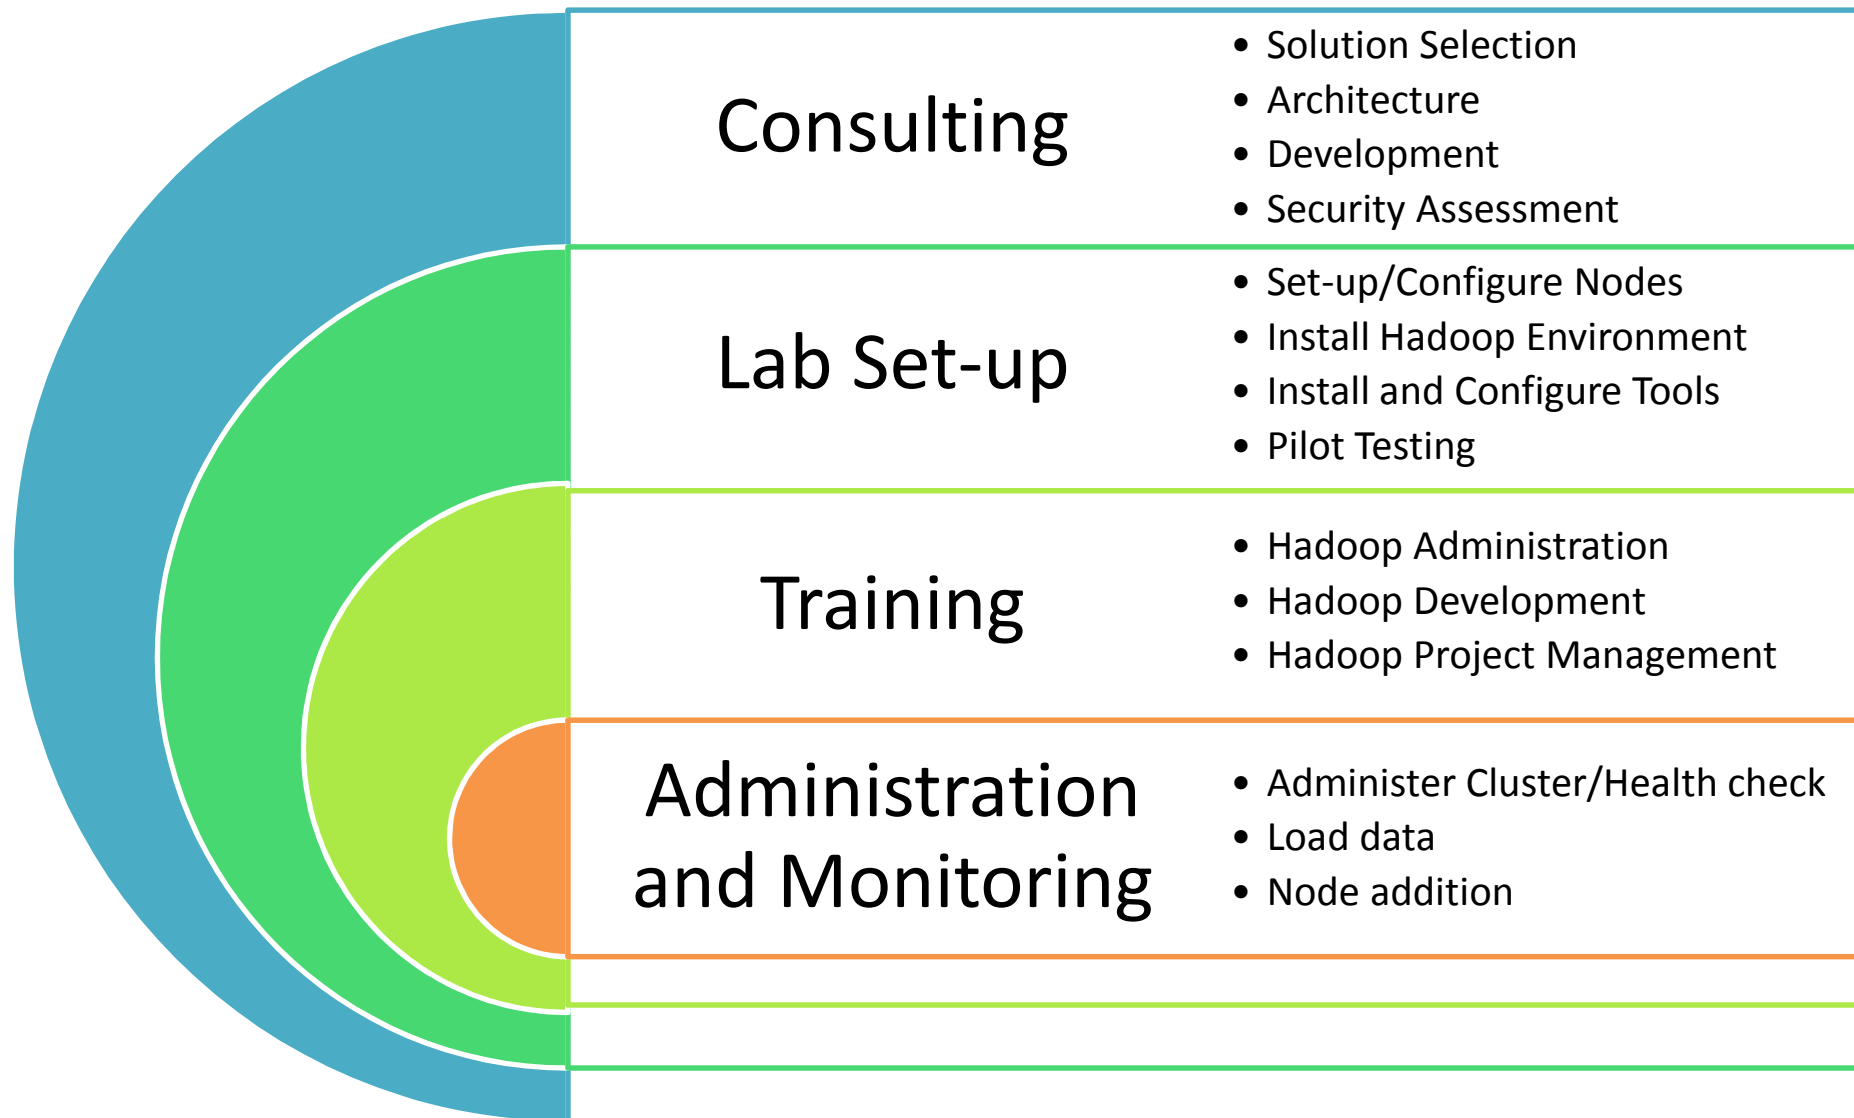 Consulting
• Solution Selection
• Architecture
• Development
• Security Assessment
Lab Set-up
• Set-up/Configure Nodes
• Install Hadoop Environment
• Install and Configure Tools
• Pilot Testing
Training
• Hadoop Administration
• Hadoop Development
• Hadoop Project Management
Administration
and Monitoring
• Administer Cluster/Health check
• Load data
• Node addition